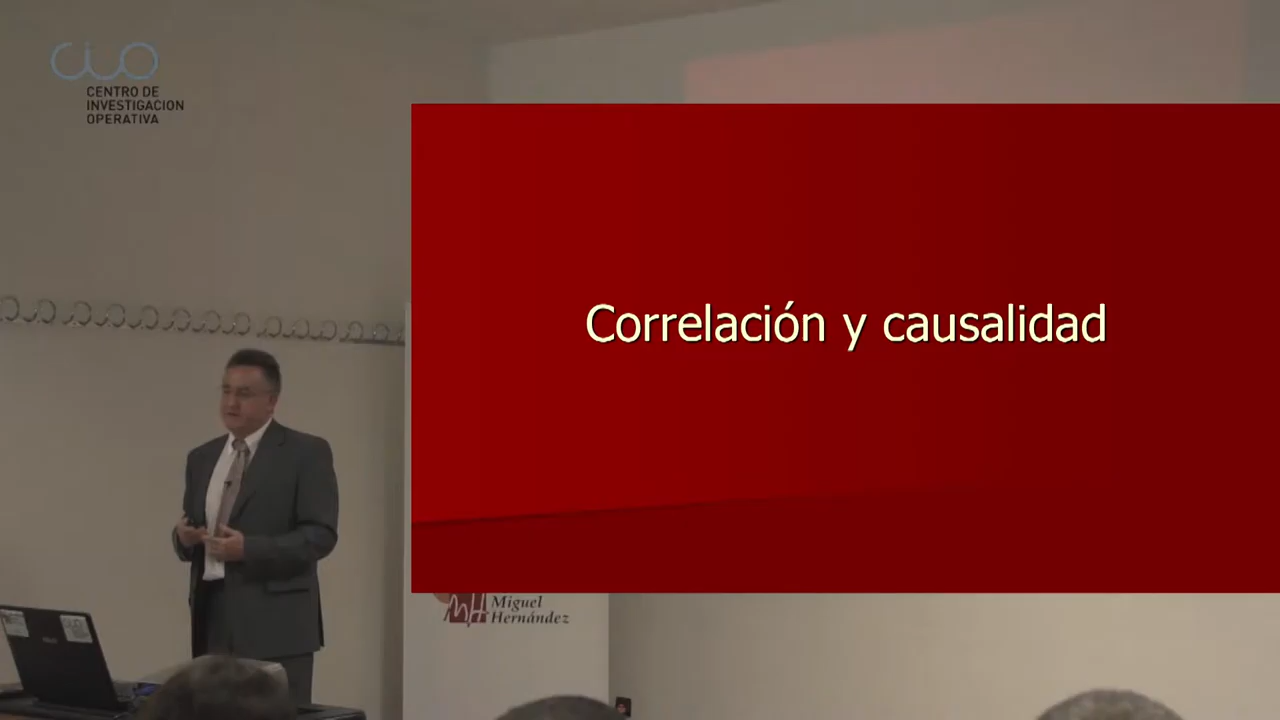 CENTRO DE
INVESTIGACION
OPERATIVA
Correlación y causalidad
Miguel
Hernández